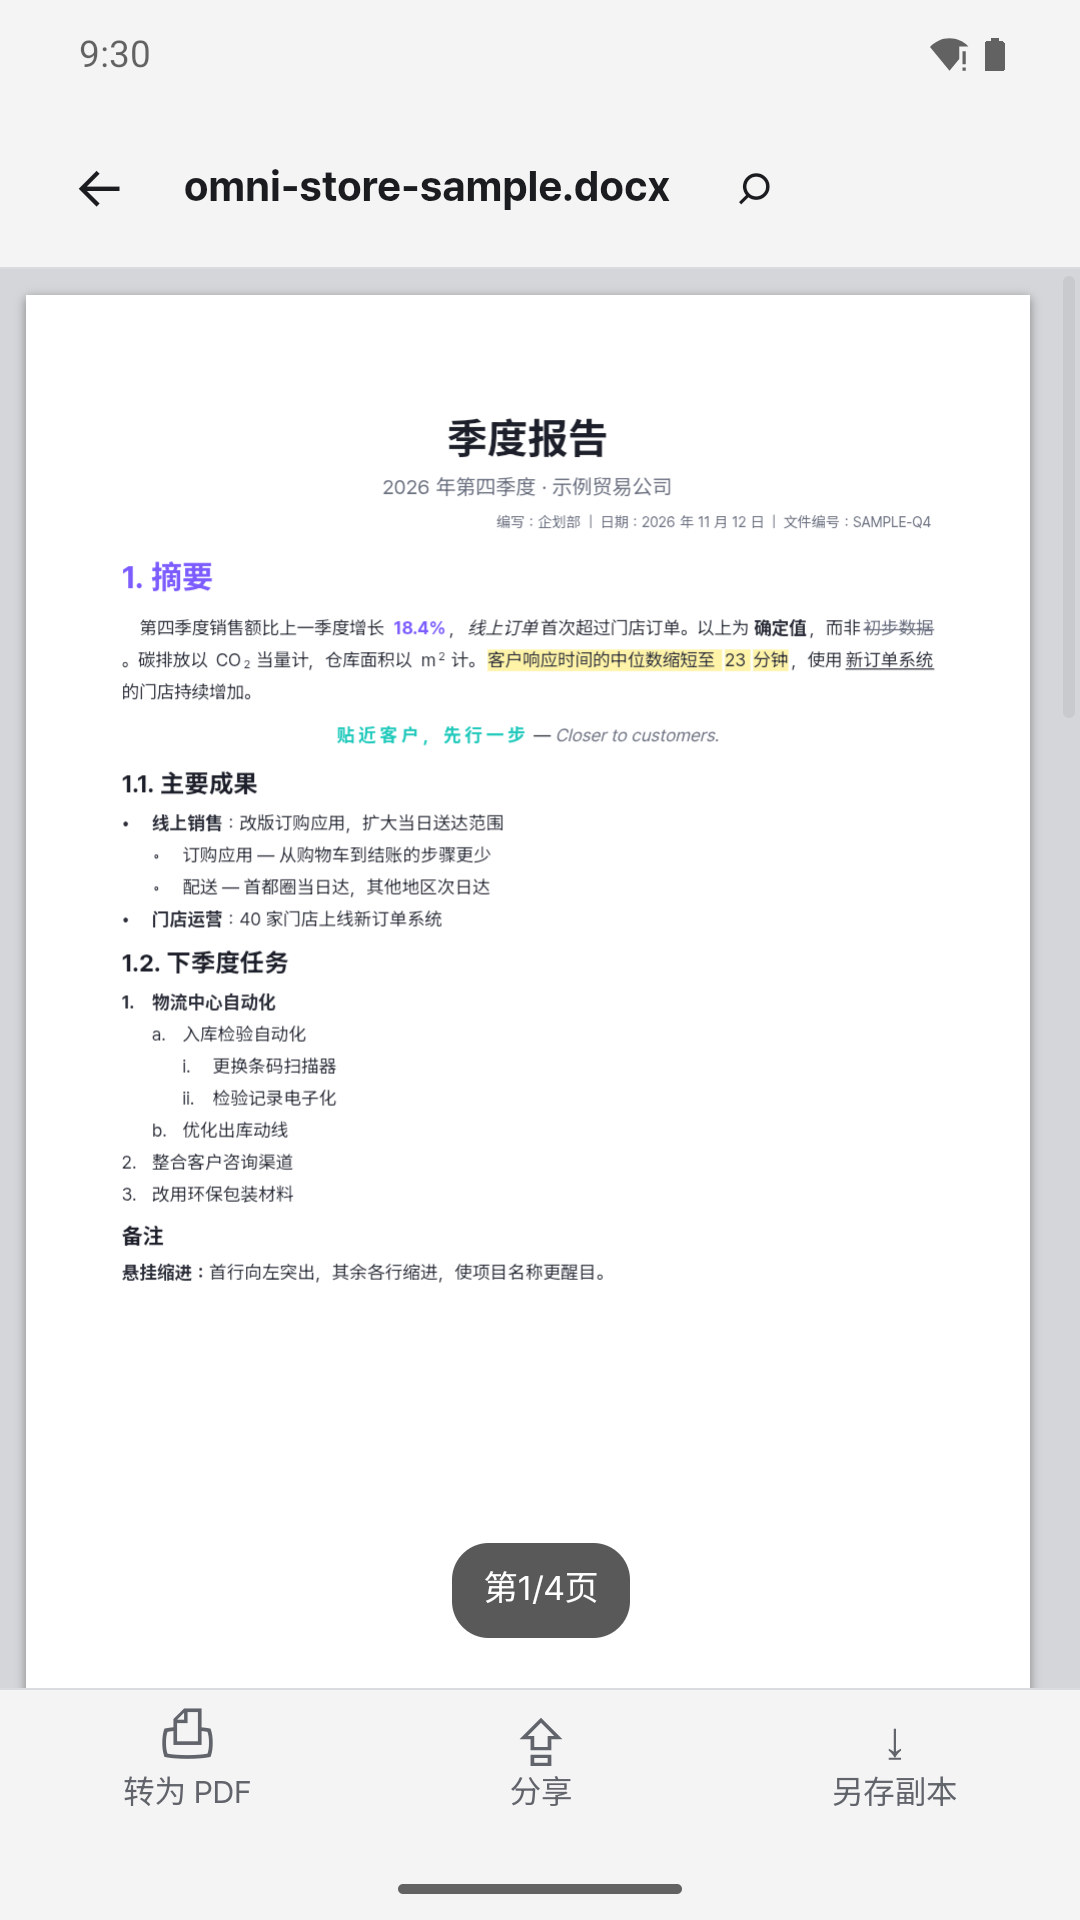 9:30
omni-store-sample.docx
季度报告
2026 年第四季度 · 示例贸易公司
编写：企划部 | 日期：2026 年 11 月 12 日 | 文件编号：SAMPLE-Q4
1. 摘要
第四季度销售额比上一季度增长 18.4%，线上订单首次超过门店订单。以上为 确定值，而非初步数据
。碳排放以 CO₂ 当量计，仓库面积以 m² 计。客户响应时间的中位数缩短至 23 分钟，使用新订单系统
的门店持续增加。
贴近客户，先行一步 — Closer to customers.
1.1. 主要成果
• 线上销售：改版订购应用，扩大当日送达范围
◦ 订购应用 — 从购物车到结账的步骤更少
◦ 配送 — 首都圈当日达，其他地区次日达
• 门店运营：40 家门店上线新订单系统
1.2. 下季度任务
1. 物流中心自动化
a. 入库检验自动化
i. 更换条码扫描器
ii. 检验记录电子化
b. 优化出库动线
2. 整合客户咨询渠道
3. 改用环保包装材料
备注
悬挂缩进：首行向左突出，其余各行缩进，使项目名称更醒目。
第1/4页
转为 PDF
分享
另存副本